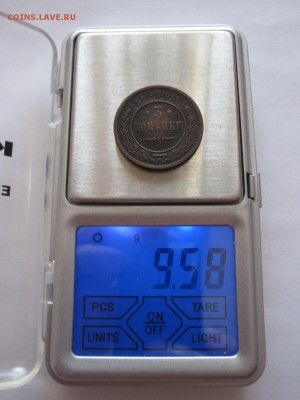 COINS.LAVE.RU
3
КОПѢЙКИ
g
9.58
PCS
ON
OFF
TARE
UNITS
LIGHT